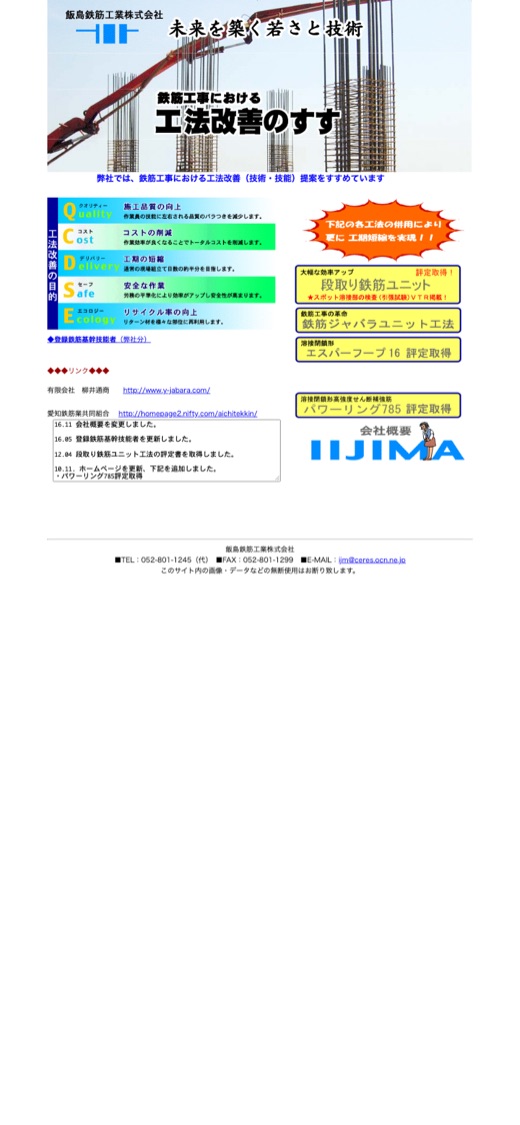 飯島鉄筋工業株式会社
未来を築く若さと技術
鉄筋工事における
工法改善のすすす
弊社では、鉄筋工事における工法改善（技術・技能）提案をすすめています
工法改善の目的
クオリティー
Quality
施工品質の向上
作業員の技能に左右される品質のバラつきを減少します。
コスト
Cost
コストの削減
作業効率が良くなることでトータルコストを削減します。
デリバリー
Delivery
工期の短縮
通常の現場組立て日数の約半分を目指します。
セーフ
Safe
安全な作業
労務の平準化により効率がアップし安全性が高まります。
エコロジー
Ecology
リサイクル率の向上
リターン材を様々な部位に再利用します。
下記の各工法の併用により
更に 工期短縮を実現！！
大幅な効率アップ 評定取得！
段取り鉄筋ユニット
★スポット溶接部の検査(引張試験)ＶＴＲ掲載！
鉄筋工事の革命
鉄筋ジャバラユニット工法
溶接閉鎖形
エスパーフープ16 評定取得
溶接閉鎖形高強度せん断補強筋
パワーリング785 評定取得
会社概要
IIJIMA
◆登録鉄筋基幹技能者（弊社分）
◆◆◆リンク◆◆◆
有限会社　柳井通商　http://www.y-jabara.com/
愛知鉄筋業共同組合　http://homepage2.nifty.com/aichitekkin/
16.11 会社概要を変更しました。
16.05 登録鉄筋基幹技能者を更新しました。
12.04 段取り鉄筋ユニット工法の評定書を取得しました。
10.11. ホームページを更新、下記を追加しました。
・パワーリング785評定取得
飯島鉄筋工業株式会社
■TEL：052-801-1245（代）　■FAX：052-801-1299　■E-MAIL：ijm@ceres.ocn.ne.jp
このサイト内の画像・データなどの無断使用はお断り致します。